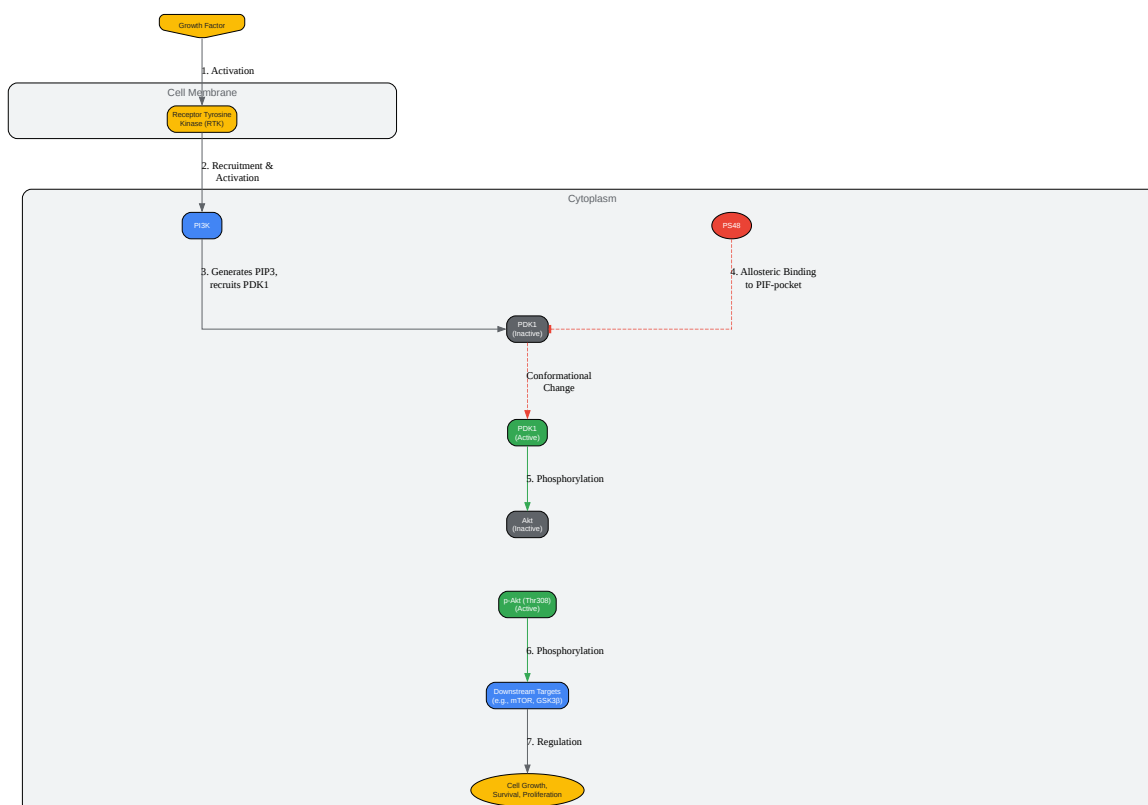 Growth Factor
1. Activation
Cell Membrane
Receptor Tyrosine
Kinase (RTK)
2. Recruitment &
Activation
Cytoplasm
PI3K
PS48
3. Generates PIP3,
recruits PDK1
4. Allosteric Binding
to PIF-pocket
PDK1
(Inactive)
Conformational
Change
PDK1
(Active)
5. Phosphorylation
Akt
(Inactive)
p-Akt (Thr308)
(Active)
6. Phosphorylation
Downstream Targets
(e.g., mTOR, GSK3β)
7. Regulation
Cell Growth,
Survival, Proliferation